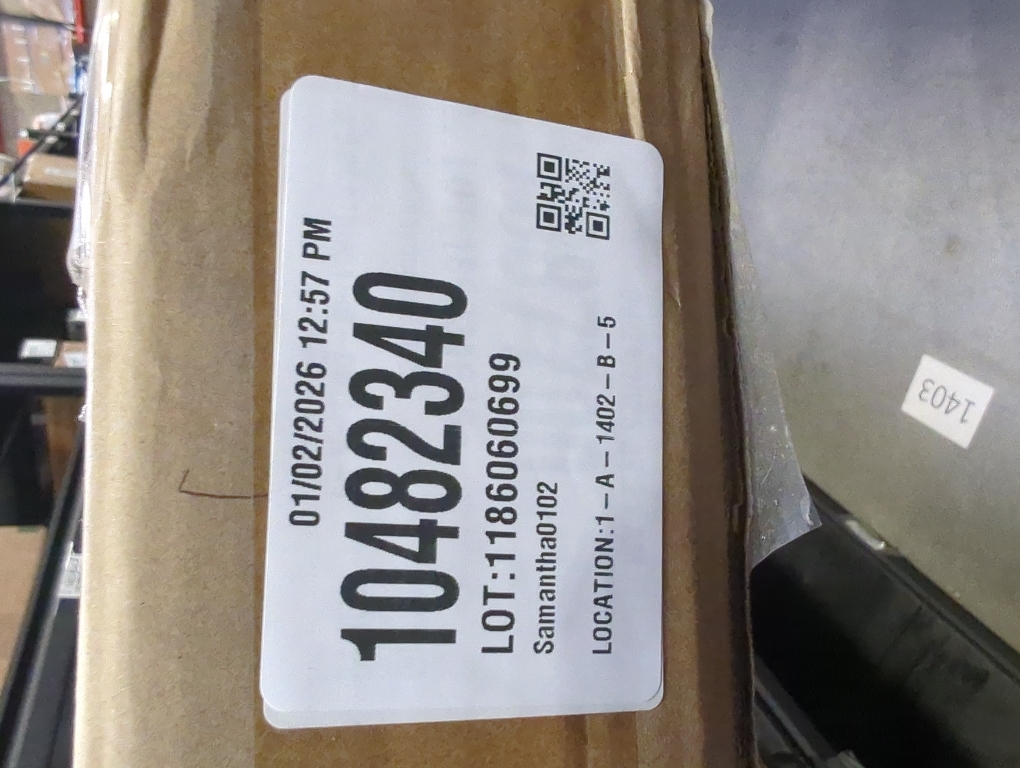 01/02/2026 12:57 PM
10482340
LOT:1186060699
Samantha0102
LOCATION:1-A-1402-B-5
1403